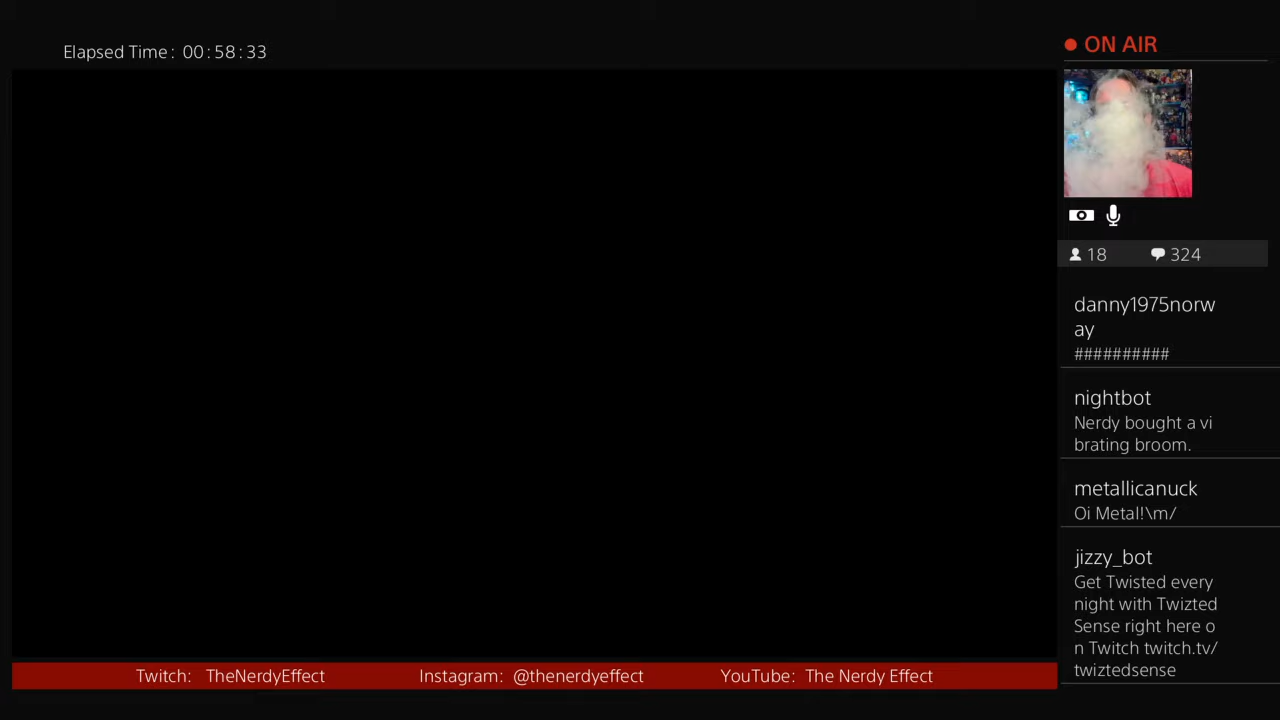 Elapsed Time: 00:58:33
ON AIR
18 324
danny1975norw
ay
##########
nightbot
Nerdy bought a vi
brating broom.
metallicanuck
Oi Metal!\m/
jizzy_bot
Get Twisted every
night with Twizted
Sense right here o
n Twitch twitch.tv/
twiztedsense
Twitch: TheNerdyEffect Instagram: @thenerdyeffect YouTube: The Nerdy Effect